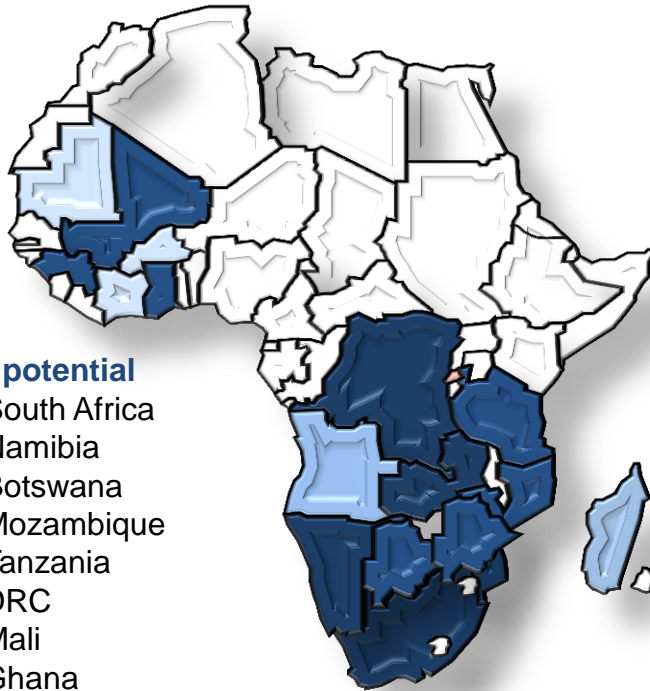 potential
South Africa
Namibia
Botswana
Mozambique
Tanzania
DRC
Mali
Ghana